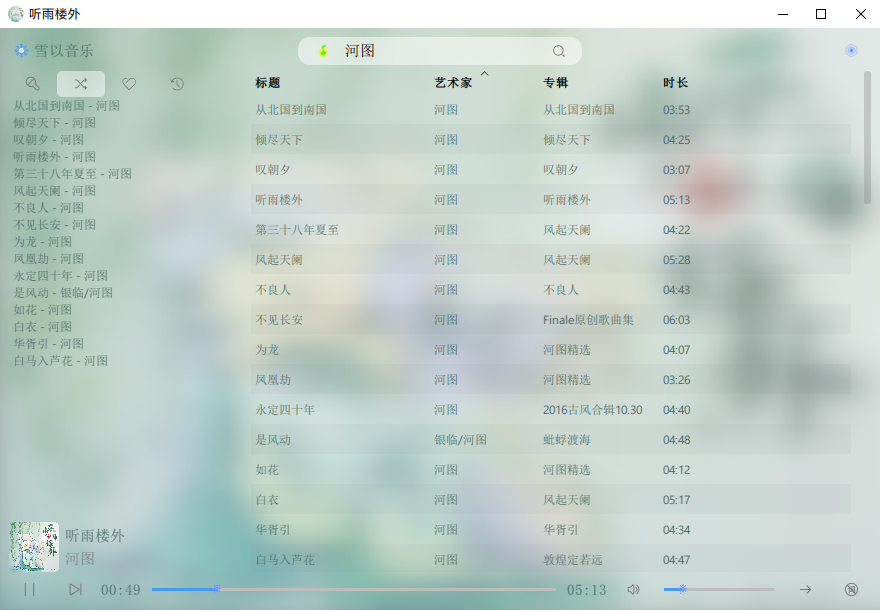 听雨楼外
雪以音乐
河图
从北国到南国 - 河图
倾尽天下 - 河图
叹朝夕 - 河图
听雨楼外 - 河图
第三十八年夏至 - 河图
风起天阑 - 河图
不良人 - 河图
不见长安 - 河图
为龙 - 河图
凤凰劫 - 河图
永定四十年 - 河图
是风动 - 银临/河图
如花 - 河图
白衣 - 河图
华胥引 - 河图
白马入芦花 - 河图
标题 艺术家 专辑 时长
从北国到南国 河图 从北国到南国 03:53
倾尽天下 河图 倾尽天下 04:25
叹朝夕 河图 叹朝夕 03:07
听雨楼外 河图 听雨楼外 05:13
第三十八年夏至 河图 风起天阑 04:22
风起天阑 河图 风起天阑 05:28
不良人 河图 不良人 04:43
不见长安 河图 Finale原创歌曲集 06:03
为龙 河图 河图精选 04:07
凤凰劫 河图 河图精选 03:26
永定四十年 河图 2016古风合辑10.30 04:40
是风动 银临/河图 蚍蜉渡海 04:48
如花 河图 河图精选 04:12
白衣 河图 风起天阑 05:17
华胥引 河图 华胥引 04:34
白马入芦花 河图 敦煌定若远 04:47
听雨楼外
河图
00:49 05:13